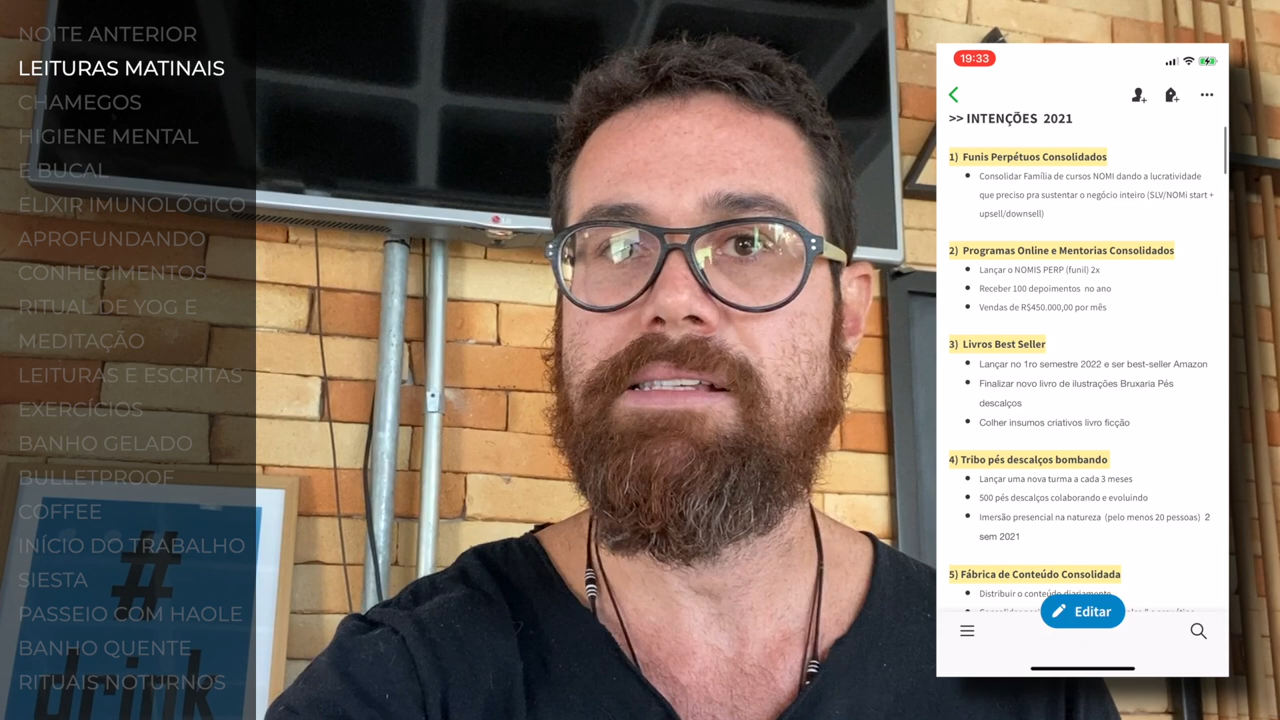 NOITE ANTERIOR
LEITURAS MATINAIS
CHAMEGOS
HIGIENE MENTAL
E BUCAL
ELIXIR IMUNOLÓGICO
APROFUNDANDO
CONHECIMENTOS
RITUAL DE YOG E
MEDITAÇÃO
LEITURAS E ESCRITAS
EXERCÍCIOS
BANHO GELADO
BULLETPROOF
COFFEE
INÍCIO DO TRABALHO
SIESTA
PASSEIO COM HAOLE
BANHO QUENTE
RITUAIS NOTURNOS
#
drink
LG
19:33
>> INTENÇÕES 2021
1) Funis Perpétuos Consolidados
Consolidar Família de cursos NOMI dando a lucratividade
que preciso pra sustentar o negócio inteiro (SLV/NOMi start +
upsell/downsell)
2) Programas Online e Mentorias Consolidados
Lançar o NOMIS PERP (funil) 2x
Receber 100 depoimentos no ano
Vendas de R$450.000,00 por mês
3) Livros Best Seller
Lançar no 1ro semestre 2022 e ser best-seller Amazon
Finalizar novo livro de ilustrações Bruxaria Pés
descalços
Colher insumos criativos livro ficção
4) Tribo pés descalços bombando
Lançar uma nova turma a cada 3 meses
500 pés descalços colaborando e evoluindo
Imersão presencial na natureza (pelo menos 20 pessoas) 2
sem 2021
5) Fábrica de Conteúdo Consolidada
Distribuir o conteúdo diariamente
Editar